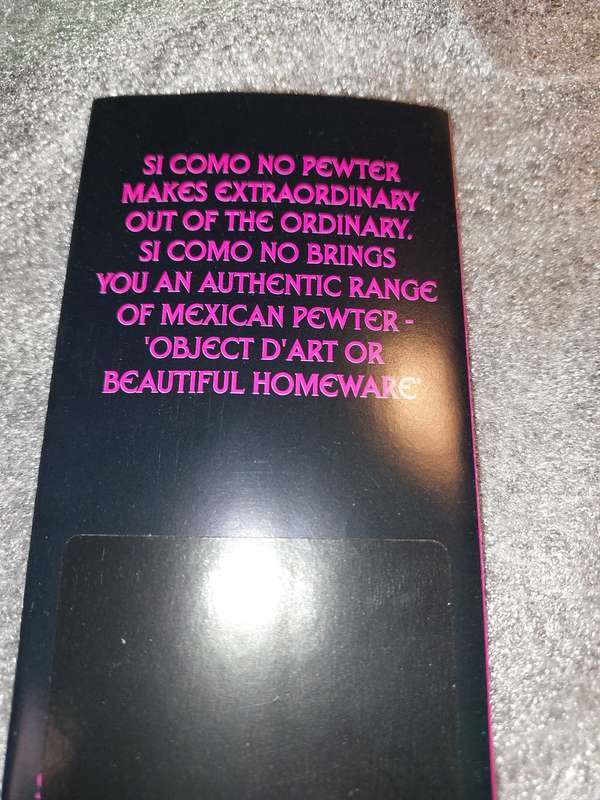 SI COMO NO PEWTER
MAKES EXTRAORDINARY
OUT OF THE ORDINARY.
SI COMO NO BRINGS
YOU AN AUTHENTIC RANGE
OF MEXICAN PEWTER -
'OBJECT D'ART OR
BEAUTIFUL HOMEWARE'